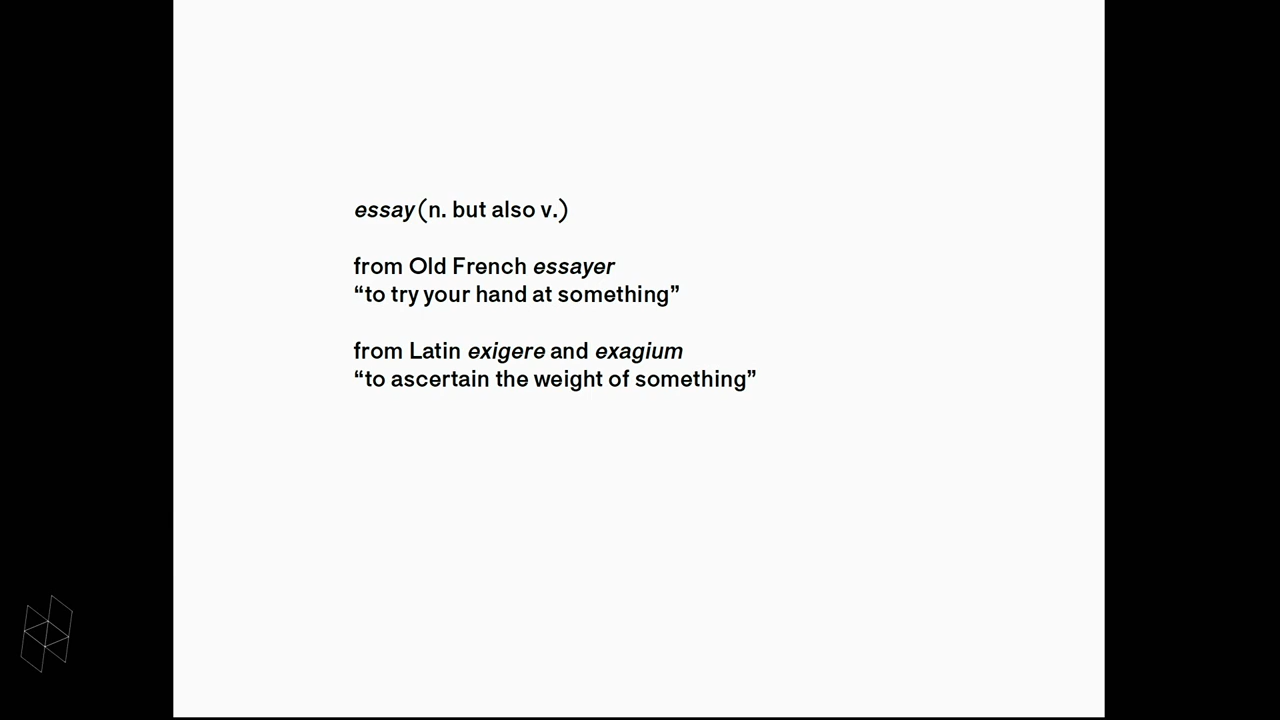 essay (n. but also v.)
from Old French essayer
“to try your hand at something”
from Latin exigere and exagium
“to ascertain the weight of something”